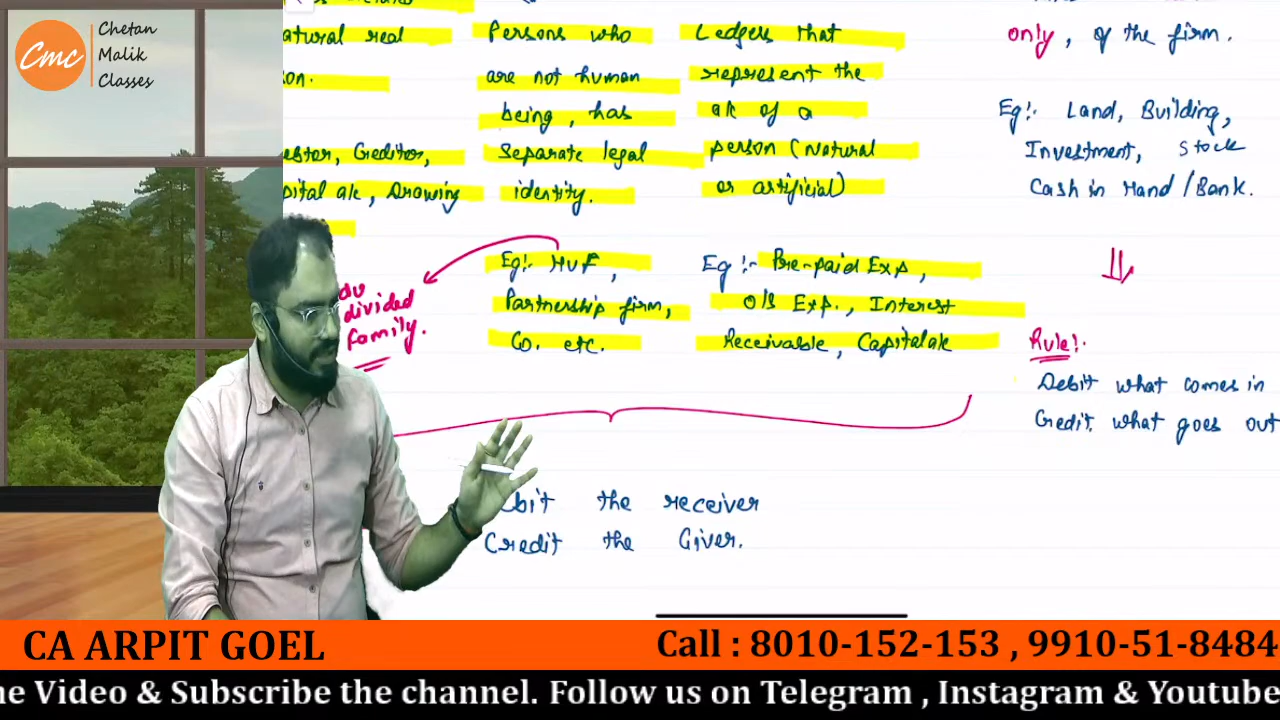 Cmc
Chetan
Malik
Classes
atural real
on.
Creditor,
pital a/c, Drawing
Persons who
are not human
being, has
separate legal
identity.
Eg:- HUF,
Partnership firm,
Co. etc.
divided
family.
Ledgers that
represent the
a/c of a
person (Natural
or artificial)
Eg:- Pre-paid Exp,
o/s Exp., Interest
Receivable, Capital a/c
only, of the firm.
Eg:- Land, Building,
Investment, Stock
Cash in Hand/Bank.
Rule:-
Debit what comes in
Credit what goes out
bit the receiver
Credit the Giver.
CA ARPIT GOEL
Call : 8010-152-153 , 9910-51-8484
he Video & Subscribe the channel. Follow us on Telegram , Instagram & Youtube